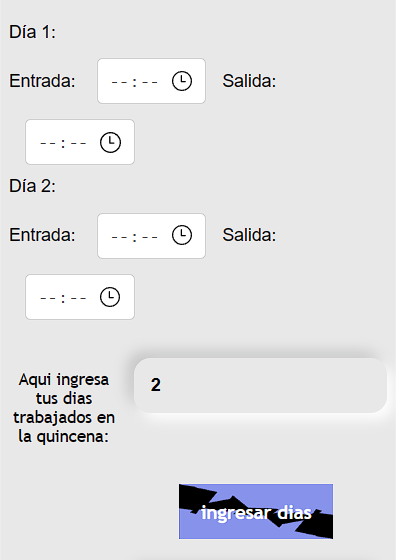 Día 1:
Entrada: --:-- Salida:
--:--
Día 2:
Entrada: --:-- Salida:
--:--
Aqui ingresa
tus dias
trabajados en
la quincena:
2
ingresar dias